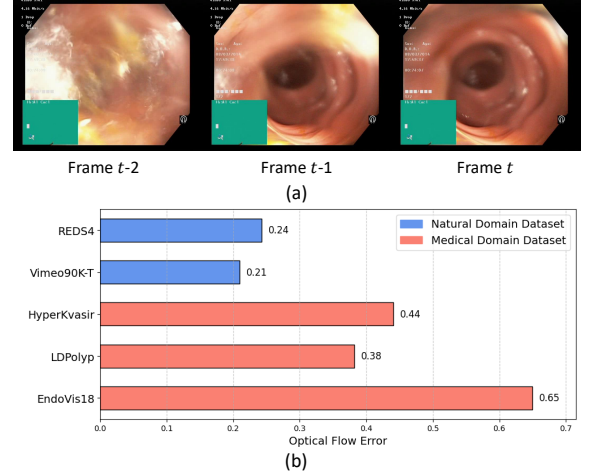 Frame t-2
Frame t-1
Frame t
(a)
REDS4
0.24
Natural Domain Dataset
Medical Domain Dataset
Vimeo90K-T
0.21
HyperKvasir
0.44
LDPolyp
0.38
EndoVis18
0.65
0.0 0.1 0.2 0.3 0.4 0.5 0.6 0.7
Optical Flow Error
(b)